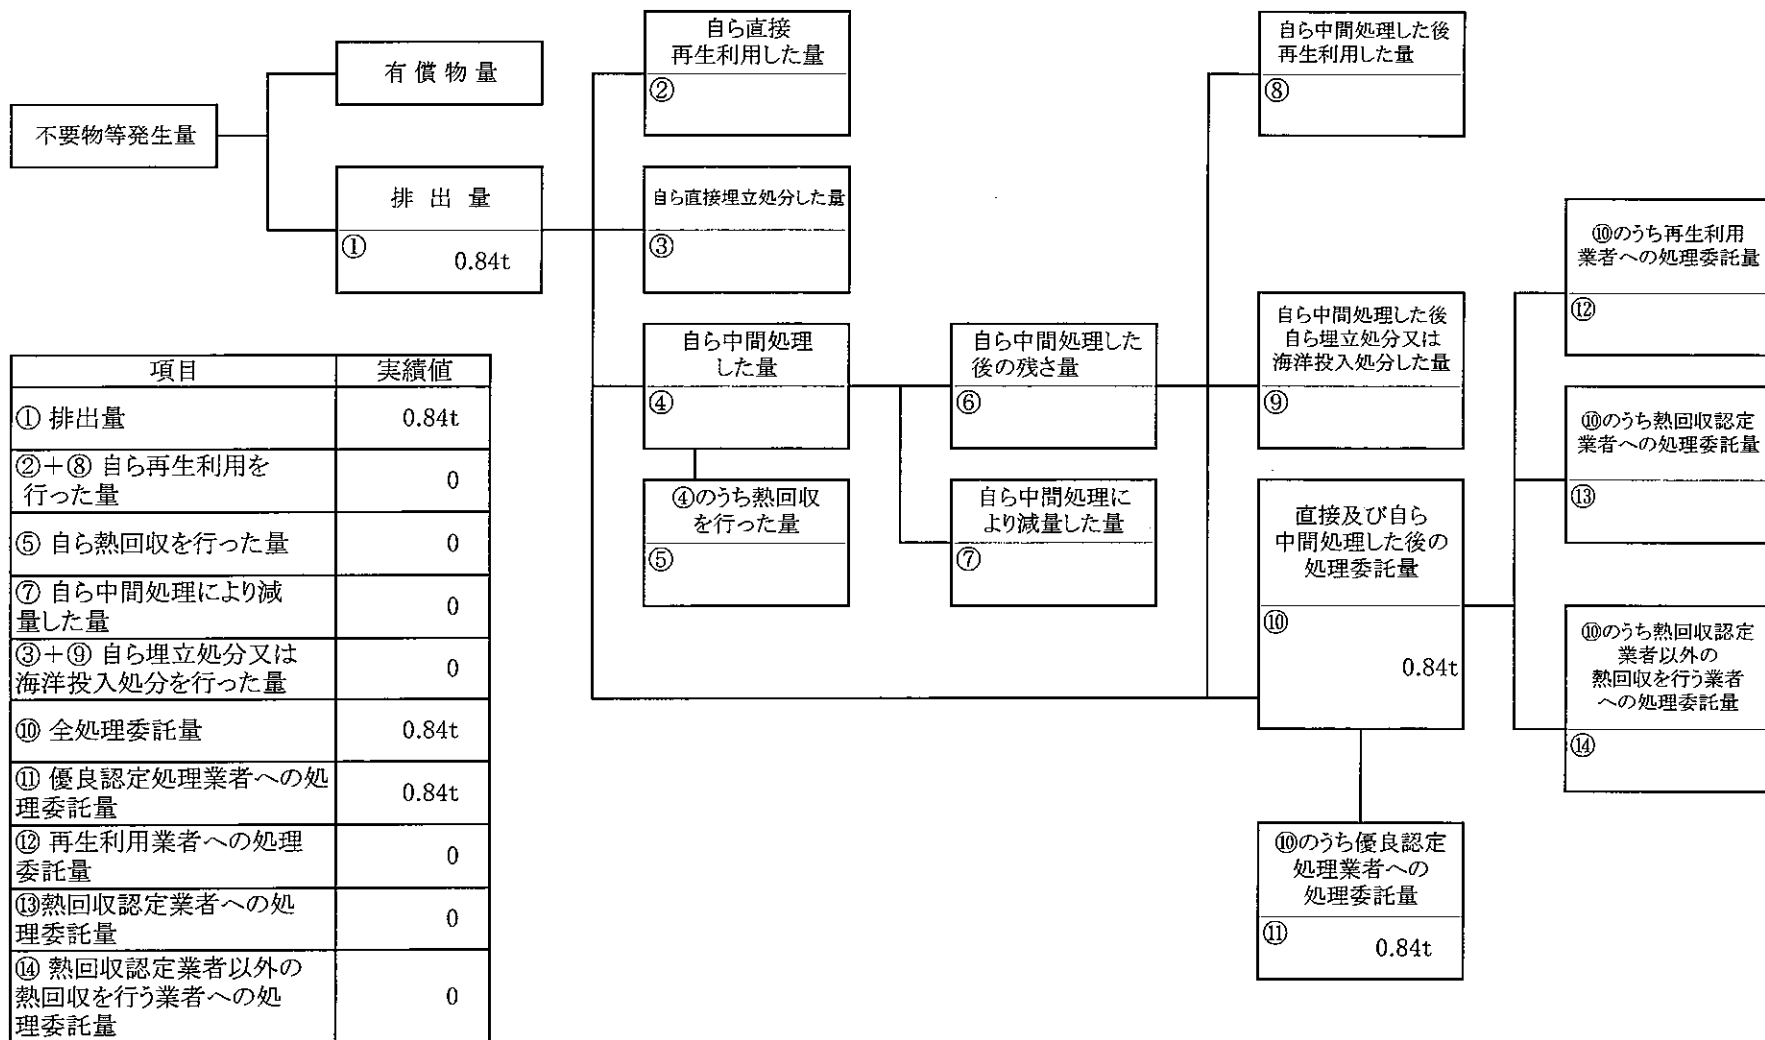 不要物等発生量
有償物量
排出量
①
0.84t
自ら直接
再生利用した量
②
自ら直接埋立処分した量
③
自ら中間処理
した量
④
④のうち熱回収
を行った量
⑤
自ら中間処理した
後の残さ量
⑥
自ら中間処理に
より減量した量
⑦
自ら中間処理した後
再生利用した量
⑧
自ら中間処理した後
自ら埋立処分又は
海洋投入処分した量
⑨
直接及び自ら
中間処理した後の
処理委託量
⑩
0.84t
⑩のうち優良認定
処理業者への
処理委託量
⑪
0.84t
⑩のうち再生利用
業者への処理委託量
⑫
⑩のうち熱回収認定
業者への処理委託量
⑬
⑩のうち熱回収認定
業者以外の
熱回収を行う業者
への処理委託量
⑭
項目 実績値
① 排出量 0.84t
②+⑧ 自ら再生利用を
行った量 0
⑤ 自ら熱回収を行った量 0
⑦ 自ら中間処理により減
量した量 0
③+⑨ 自ら埋立処分又は
海洋投入処分を行った量 0
⑩ 全処理委託量 0.84t
⑪ 優良認定処理業者への処
理委託量 0.84t
⑫ 再生利用業者への処理
委託量 0
⑬熱回収認定業者への処
理委託量 0
⑭ 熱回収認定業者以外の
熱回収を行う業者への処
理委託量 0